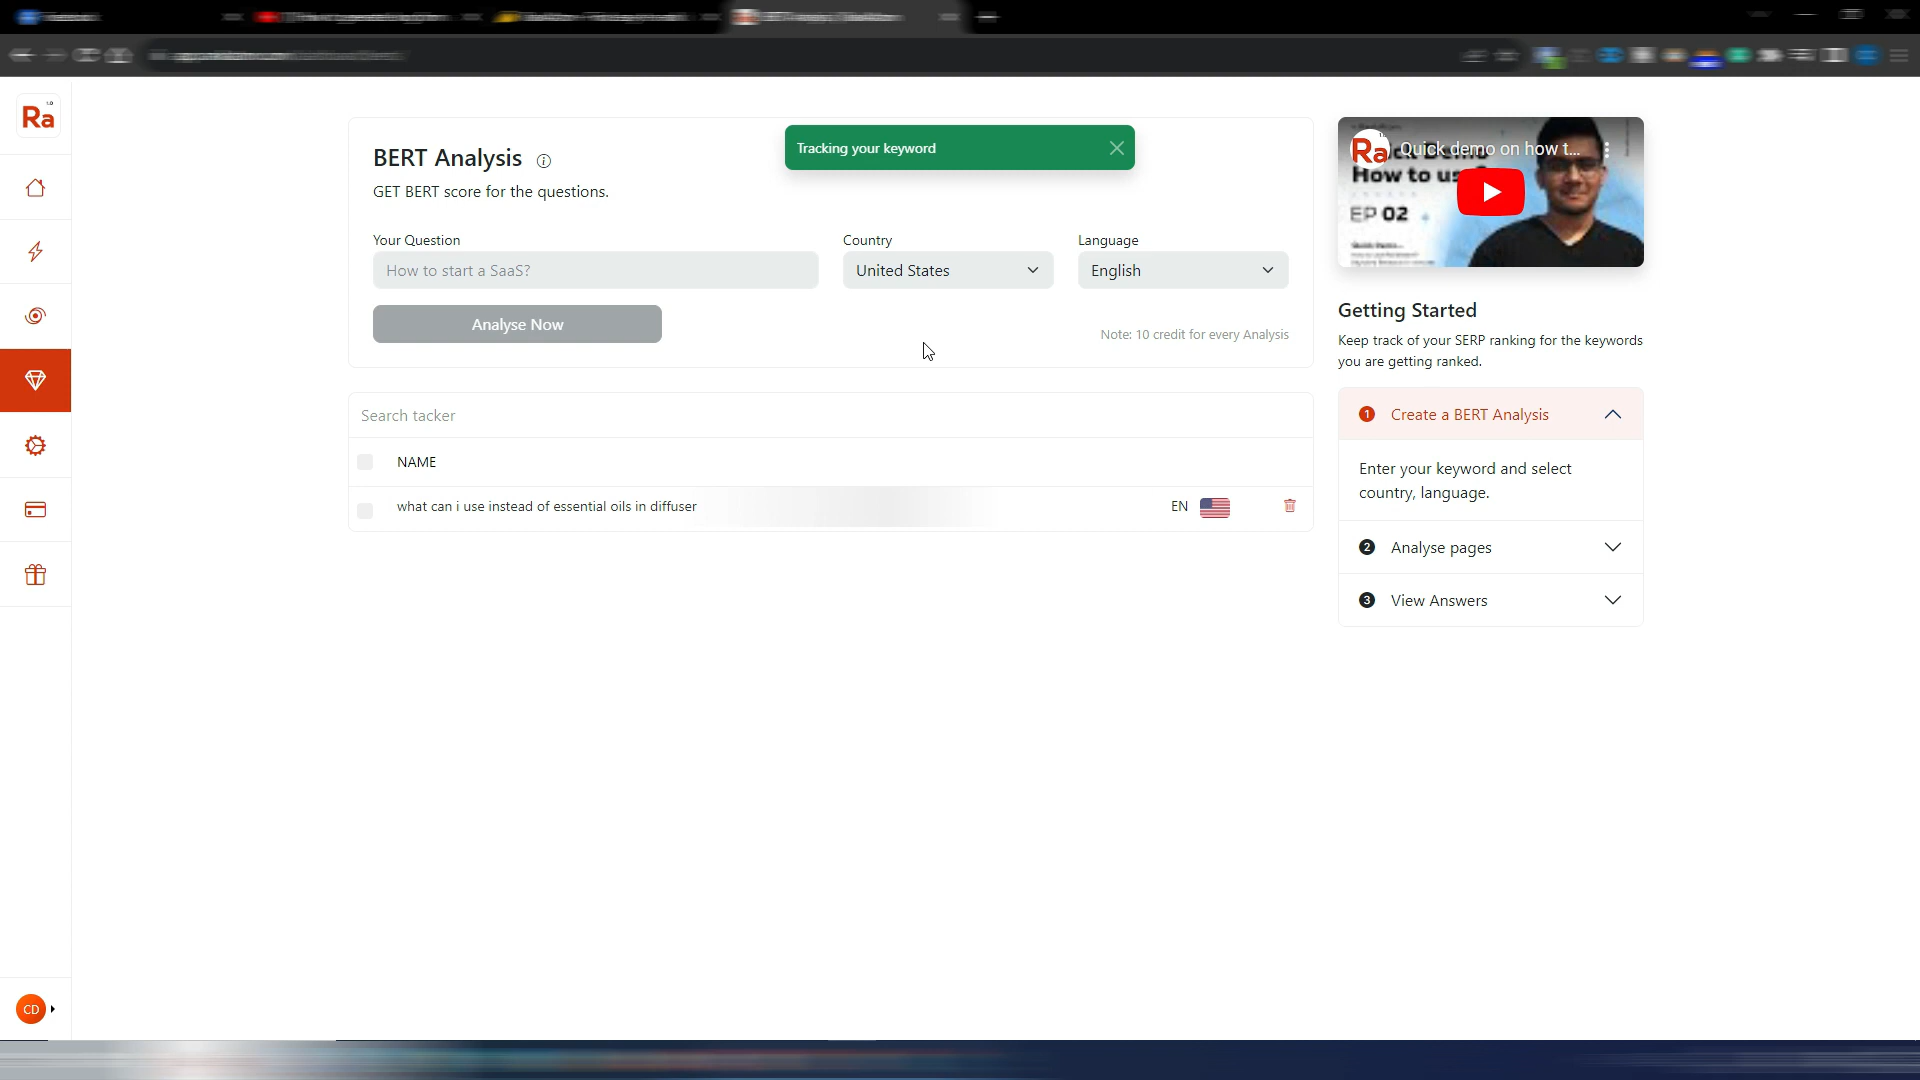 Ra
1.0
BERT Analysis
GET BERT score for the questions.
Tracking your keyword
Your Question
Country
Language
How to start a SaaS?
United States
English
Analyse Now
Note: 10 credit for every Analysis
Search tacker
NAME
what can i use instead of essential oils in diffuser
EN
Ra
Quick demo on how t...
How to us
EP 02
Getting Started
Keep track of your SERP ranking for the keywords
you are getting ranked.
1 Create a BERT Analysis
Enter your keyword and select
country, language.
2 Analyse pages
3 View Answers
CD